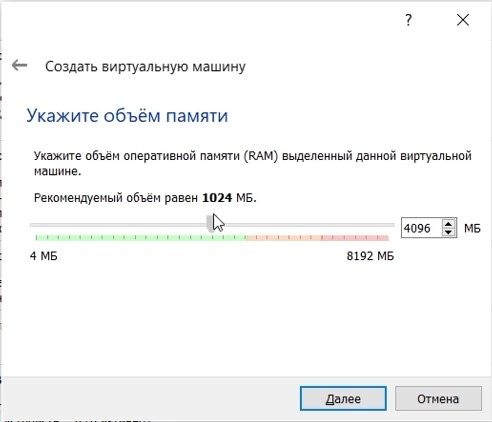 ?
Создать виртуальную машину
Укажите объём памяти
Укажите объём оперативной памяти (RAM) выделенный данной виртуальной
машине.
Рекомендуемый объём равен 1024 МБ.
4096 МБ
4 МБ 8192 МБ
Далее Отмена